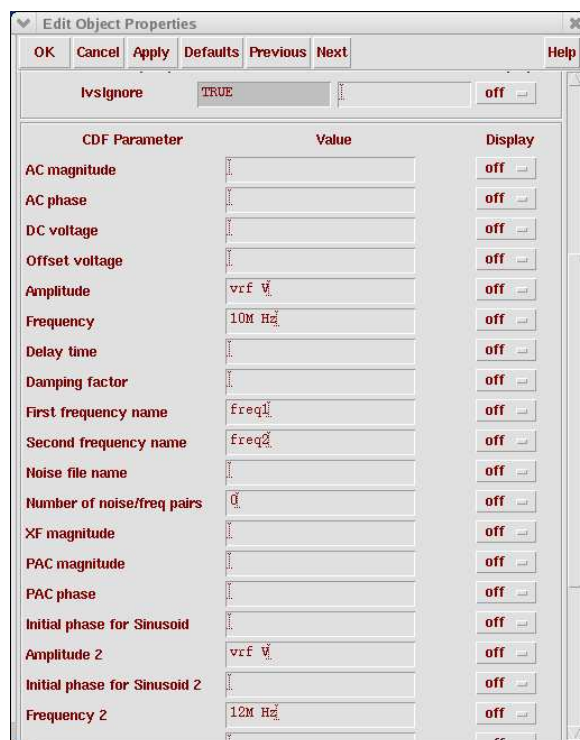 Edit Object Properties
OK Cancel Apply Defaults Previous Next Help
lvsIgnore TRUE off
CDF Parameter Value Display
AC magnitude off
AC phase off
DC voltage off
Offset voltage off
Amplitude vrf V off
Frequency 10M Hz off
Delay time off
Damping factor off
First frequency name freq1 off
Second frequency name freq2 off
Noise file name off
Number of noise/freq pairs 0 off
XF magnitude off
PAC magnitude off
PAC phase off
Initial phase for Sinusoid off
Amplitude 2 vrf V off
Initial phase for Sinusoid 2 off
Frequency 2 12M Hz off